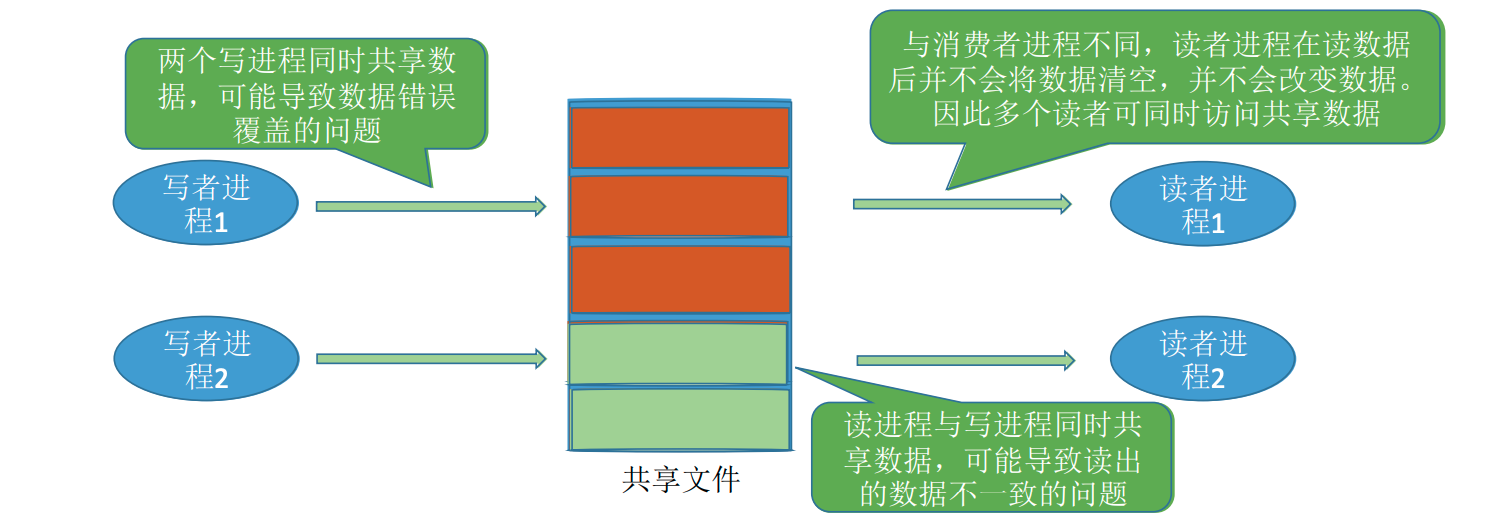 两个写进程同时共享数
据，可能导致数据错误
覆盖的问题
与消费者进程不同，读者进程在读数据
后并不会将数据清空，并不会改变数据。
因此多个读者可同时访问共享数据
写者进
程1
读者进
程1
写者进
程2
读者进
程2
读进程与写进程同时共
享数据，可能导致读出
的数据不一致的问题
共享文件